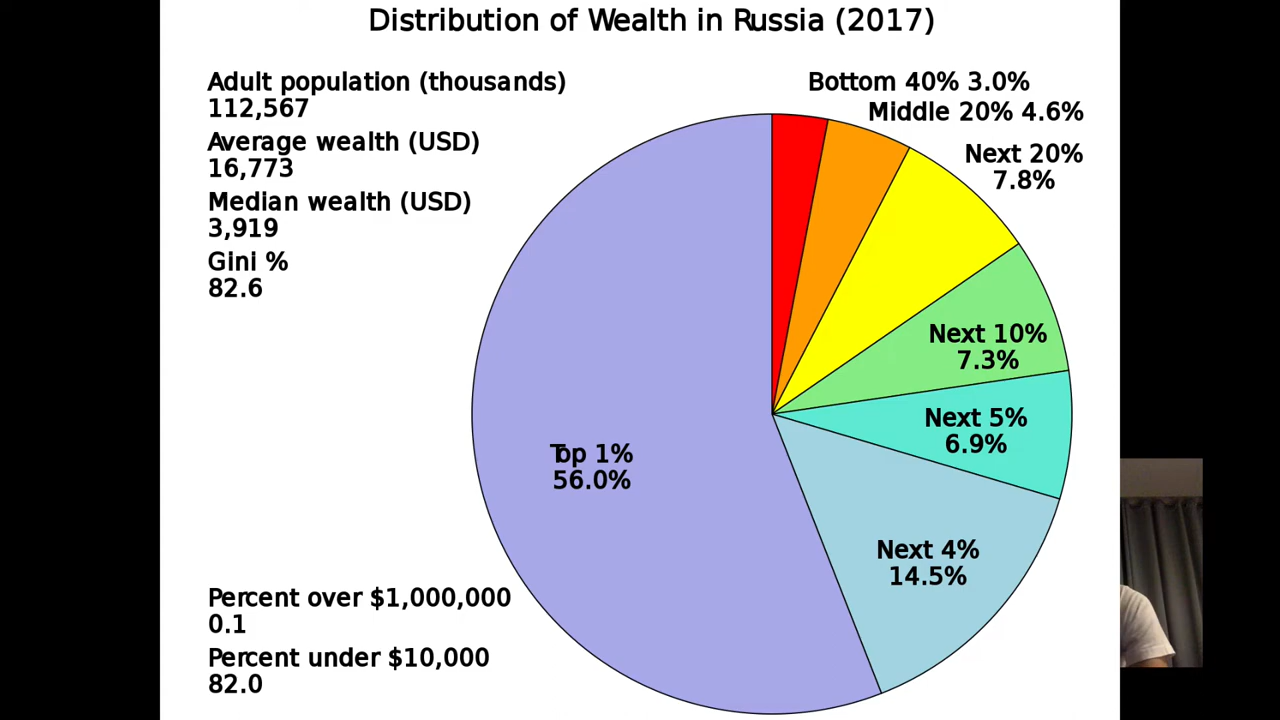 Distribution of Wealth in Russia (2017)
Adult population (thousands)
112,567
Average wealth (USD)
16,773
Median wealth (USD)
3,919
Gini %
82.6
Bottom 40% 3.0%
Middle 20% 4.6%
Next 20%
7.8%
Next 10%
7.3%
Next 5%
6.9%
Top 1%
56.0%
Next 4%
14.5%
Percent over $1,000,000
0.1
Percent under $10,000
82.0